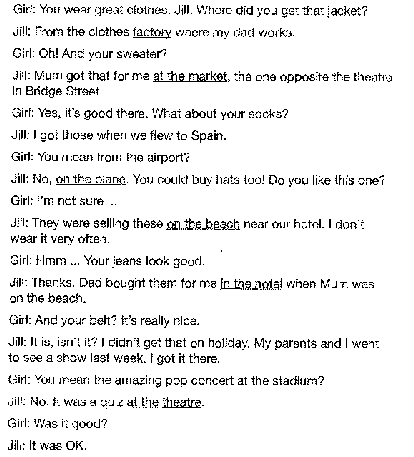 Girl: You wear great clothes, Jill. Where did you get that jacket?
Jill: From the clothes factory where my dad works.
Girl: Oh! And your sweater?
Jill: Mum got that for me at the market, the one opposite the theatre
in Bridge Street
Girl: Yes, it's good there. What about your socks?
Jill: I got those when we flew to Spain.
Girl: You mean from the airport?
Jill: No, on the plane. You could buy hats too! Do you like this one?
Girl: I'm not sure ...
Jill: They were selling these on the beach near our hotel. I don't
wear it very often.
Girl: Hmm ... Your jeans look good.
Jill: Thanks. Dad bought them for me in the hotel when Mum was
on the beach.
Girl: And your belt? It's really nice.
Jill: It is, isn't it? I didn't get that on holiday. My parents and I went
to see a show last week. I got it there.
Girl: You mean the amazing pop concert at the stadium?
Jill: No. It was a quiz at the theatre.
Girl: Was it good?
Jill: It was OK.